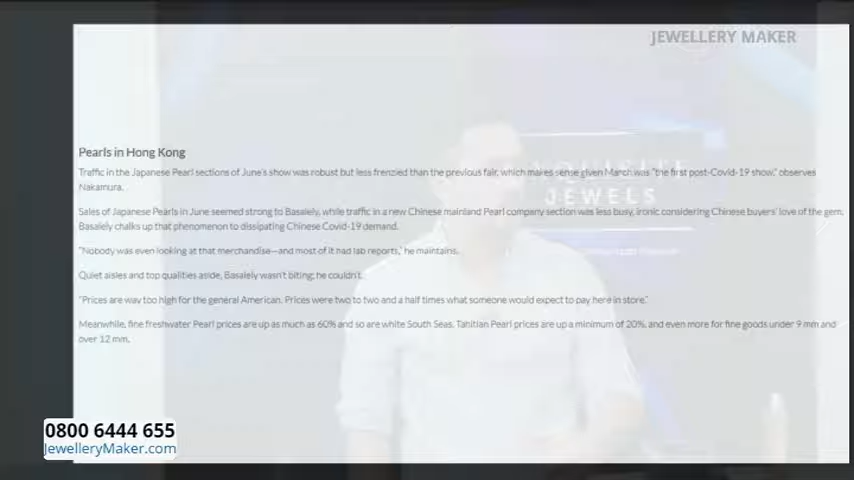 JEWELLERY MAKER
Pearls in Hong Kong
Traffic in the Japanese Pearl sections of June's show was robust but less frenzied than the previous fair, which makes sense given March was "the first post-Covid-19 show," observes
Nakamura.
JEWELS
Sales of Japanese Pearls in June seemed strong to Basalely, while traffic in a new Chinese mainland Pearl company section was less busy, ironic considering Chinese buyers' love of the gem.
Basalely chalks up that phenomenon to dissipating Chinese Covid-19 demand.
"Nobody was even looking at that merchandise—and most of it had lab reports," he maintains.
Quiet aisles and top qualities aside, Basalely wasn't biting; he couldn't.
"Prices are way too high for the general American. Prices were two to two and a half times what someone would expect to pay here in store."
Meanwhile, fine freshwater Pearl prices are up as much as 60% and so are white South Seas. Tahitian Pearl prices are up a minimum of 20%, and even more for fine goods under 9 mm and
over 12 mm.
0800 6444 655
JewelleryMaker.com